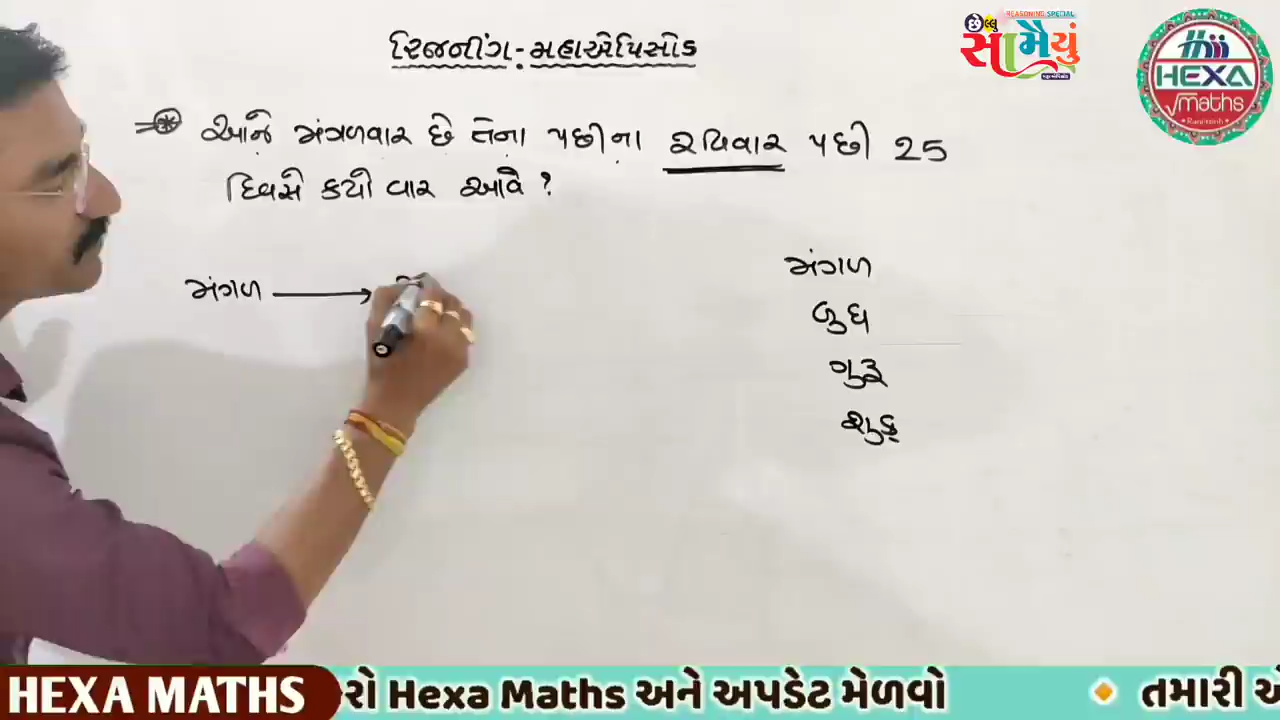 રિજનીંગ:- મહાએપિસોડ
છેલ્લુ
REASONING SPECIAL
સામૈયું
HEXA
maths
આજે મંગળવાર છે તેના પછીના રવિવાર પછી 25
દિવસે કયો વાર આવે ?
મંગળ
મંગળ
બુધ
ગુરૂ
શુક્ર
HEXA MATHS રો Hexa Maths અને અપડેટ મેળવો 🔸 તમારી એ